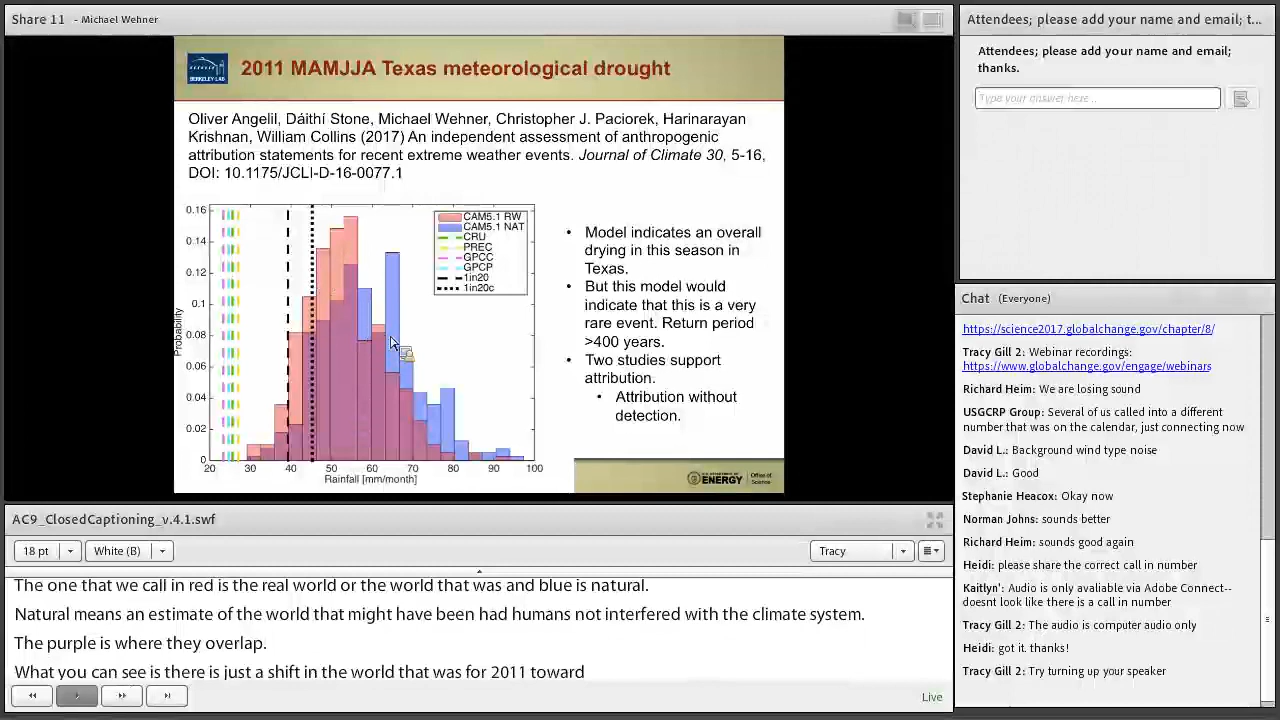 Share 11 - Michael Wehner
2011 MAMJJA Texas meteorological drought
BERKELEY LAB
Oliver Angelil, Dáithí Stone, Michael Wehner, Christopher J. Paciorek, Harinarayan
Krishnan, William Collins (2017) An independent assessment of anthropogenic
attribution statements for recent extreme weather events. Journal of Climate 30, 5-16,
DOI: 10.1175/JCLI-D-16-0077.1
0.16
0.14
0.12
0.1
0.08
0.06
0.04
0.02
0
Probability
20 30 40 50 60 70 80 90 100
Rainfall [mm/month]
CAM5.1 RW
CAM5.1 NAT
CRU
PREC
GPCC
GPCP
1in20
1in20c
• Model indicates an overall
drying in this season in
Texas.
• But this model would
indicate that this is a very
rare event. Return period
>400 years.
• Two studies support
attribution.
• Attribution without
detection.
ENERGY Office of
Science
AC9_ClosedCaptioning_v.4.1.swf
18 pt White (B) Tracy
The one that we call in red is the real world or the world that was and blue is natural.
Natural means an estimate of the world that might have been had humans not interfered with the climate system.
The purple is where they overlap.
What you can see is there is just a shift in the world that was for 2011 toward
Live
Attendees; please add your name and email; t...
Attendees; please add your name and email;
thanks.
Type your answer here...
Chat (Everyone)
https://science2017.globalchange.gov/chapter/8/
Tracy Gill 2: Webinar recordings:
https://www.globalchange.gov/engage/webinars
Richard Heim: We are losing sound
USGCRP Group: Several of us called into a different
number that was on the calendar, just connecting now
David L.: Background wind type noise
David L.: Good
Stephanie Heacox: Okay now
Norman Johns: sounds better
Richard Heim: sounds good again
Heidi: please share the correct call in number
Kaitlyn': Audio is only avaliable via Adobe Connect--
doesnt look like there is a call in number
Tracy Gill 2: The audio is computer audio only
Heidi: got it. thanks!
Tracy Gill 2: Try turning up your speaker